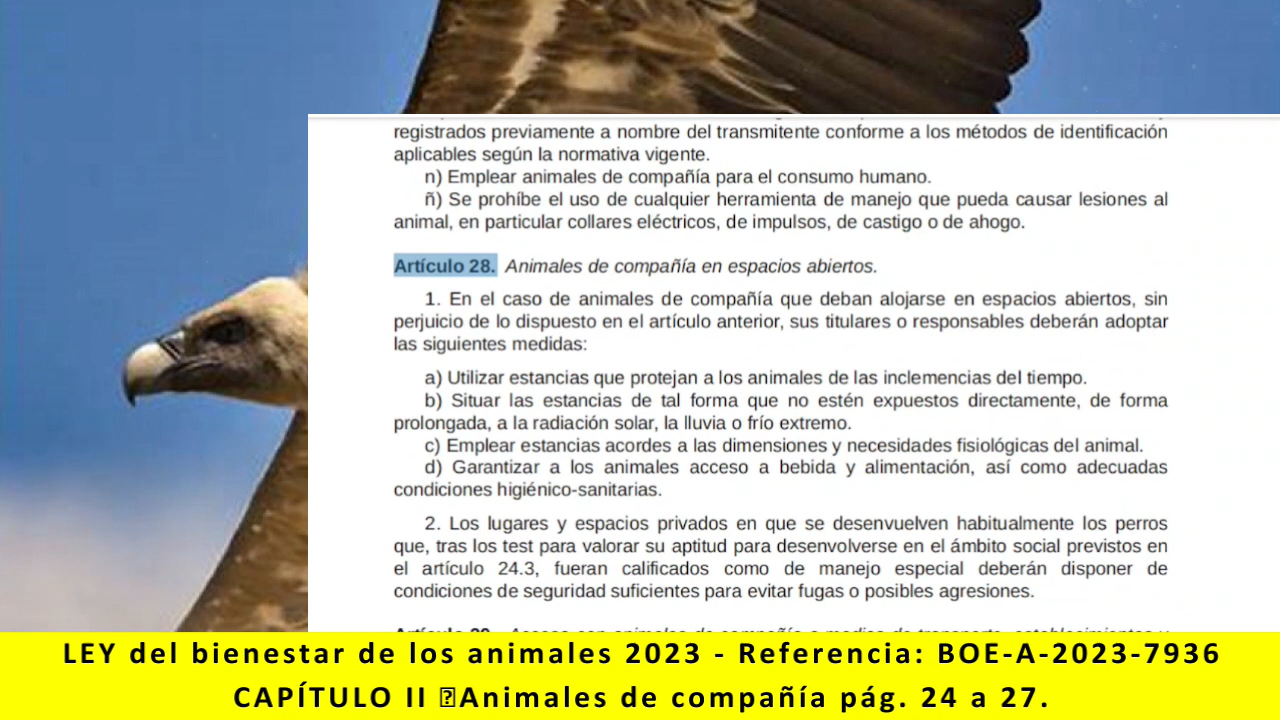 registrados previamente a nombre del transmitente conforme a los métodos de identificación
aplicables según la normativa vigente.
n) Emplear animales de compañía para el consumo humano.
ñ) Se prohíbe el uso de cualquier herramienta de manejo que pueda causar lesiones al
animal, en particular collares eléctricos, de impulsos, de castigo o de ahogo.
Artículo 28. Animales de compañía en espacios abiertos.
1. En el caso de animales de compañía que deban alojarse en espacios abiertos, sin
perjuicio de lo dispuesto en el artículo anterior, sus titulares o responsables deberán adoptar
las siguientes medidas:
a) Utilizar estancias que protejan a los animales de las inclemencias del tiempo.
b) Situar las estancias de tal forma que no estén expuestos directamente, de forma
prolongada, a la radiación solar, la lluvia o frío extremo.
c) Emplear estancias acordes a las dimensiones y necesidades fisiológicas del animal.
d) Garantizar a los animales acceso a bebida y alimentación, así como adecuadas
condiciones higiénico-sanitarias.
2. Los lugares y espacios privados en que se desenvuelven habitualmente los perros
que, tras los test para valorar su aptitud para desenvolverse en el ámbito social previstos en
el artículo 24.3, fueran calificados como de manejo especial deberán disponer de
condiciones de seguridad suficientes para evitar fugas o posibles agresiones.
LEY del bienestar de los animales 2023 - Referencia: BOE-A-2023-7936
CAPÍTULO II Animales de compañía pág. 24 a 27.